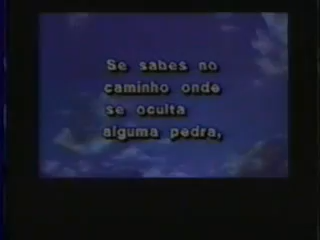 Se sabes no
caminho onde
se oculta
alguma pedra,